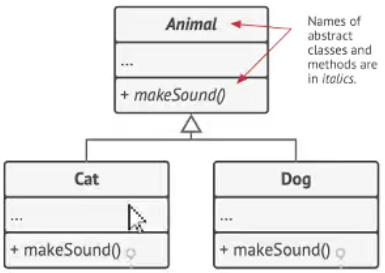 Animal
...
+ makeSound()
Names of
abstract
classes and
methods are
in italics.
Cat
...
+ makeSound()
Dog
...
+ makeSound()